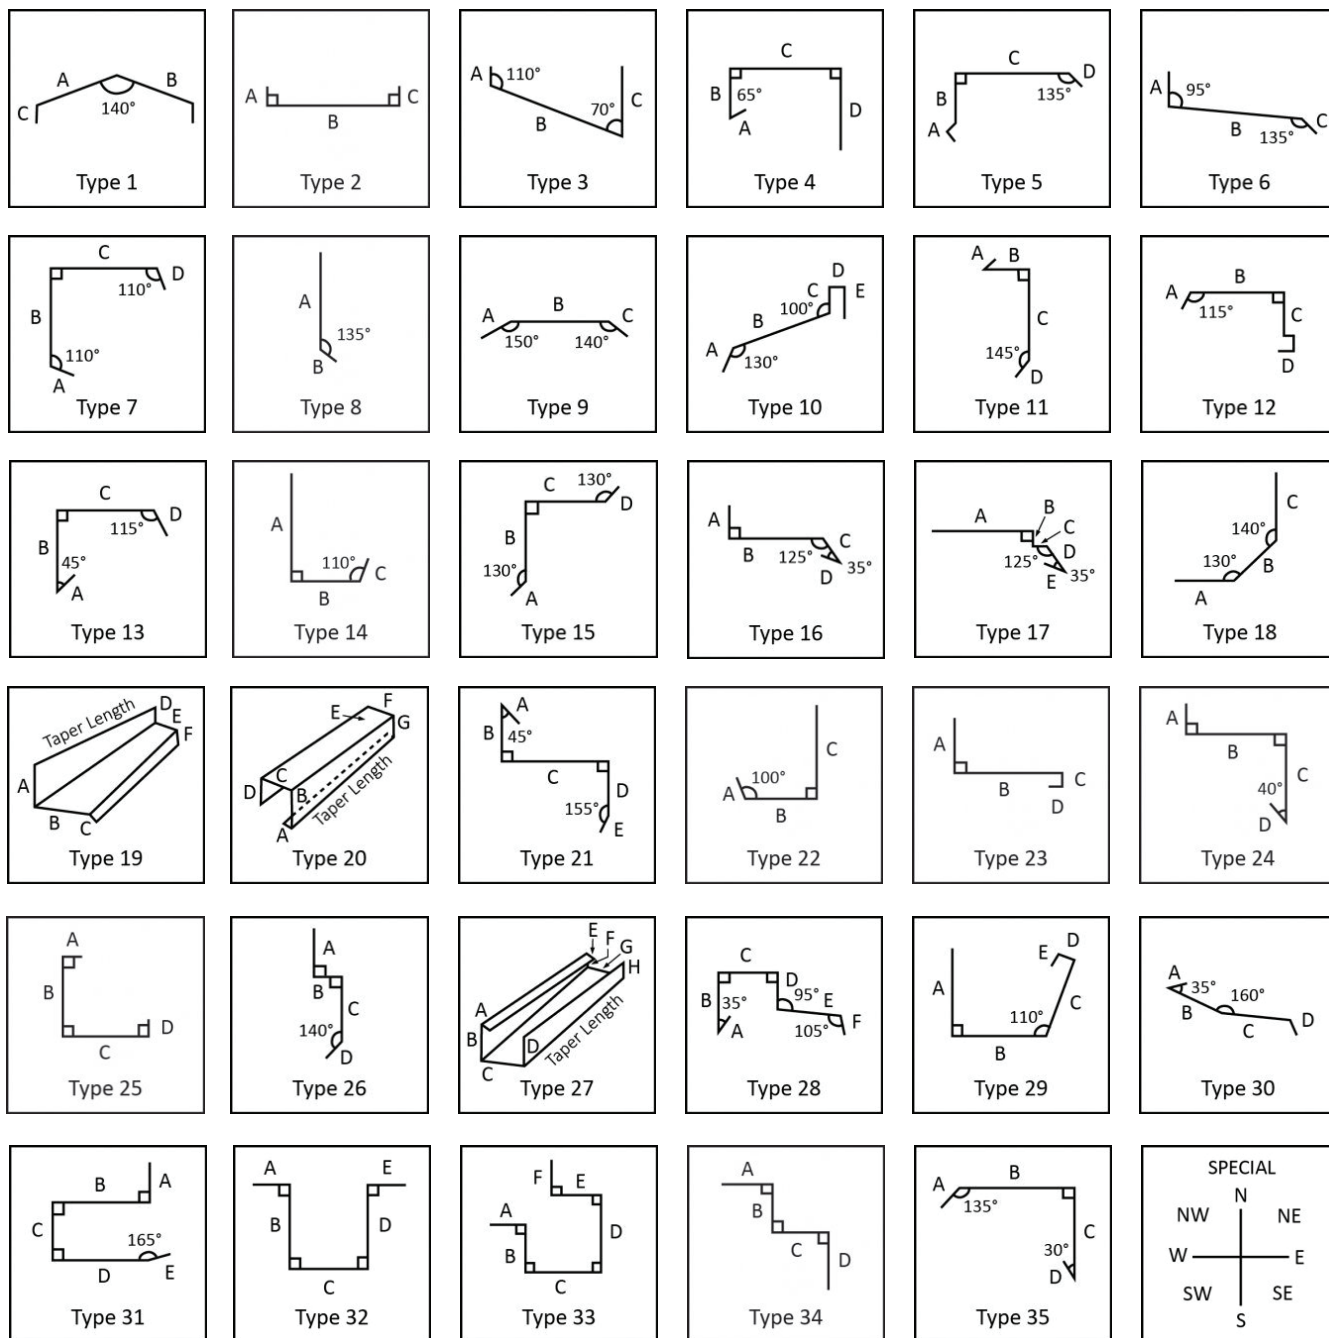 A
B
C
140°
Type 1
A
C
B
Type 2
A
110°
70°
C
B
Type 3
C
B
65°
D
A
Type 4
C
D
B
135°
A
Type 5
A
95°
C
B
135°
Type 6
C
D
110°
B
110°
A
Type 7
A
135°
B
Type 8
B
A
C
150°
140°
Type 9
D
C
E
100°
B
A
130°
Type 10
A
B
C
145°
D
Type 11
B
A
115°
C
D
Type 12
C
D
115°
B
45°
A
Type 13
A
110°
C
B
Type 14
130°
C
D
B
130°
A
Type 15
A
B
125°
C
D
35°
Type 16
A
B
C
D
125°
E
35°
Type 17
C
140°
130°
B
A
Type 18
Taper Length
D
E
F
A
B
C
Type 19
F
E
G
C
D
B
Taper Length
A
Type 20
A
B
45°
C
D
155°
E
Type 21
C
100°
A
B
Type 22
A
C
B
D
Type 23
A
B
C
40°
D
Type 24
A
B
D
C
Type 25
A
B
C
140°
D
Type 26
E
F
G
H
A
B
D
C
Taper Length
Type 27
C
D
B
35°
95°
E
A
105°
F
Type 28
D
E
A
C
110°
B
Type 29
A
35°
160°
B
C
D
Type 30
B
A
C
165°
D
E
Type 31
A
E
B
D
C
Type 32
F
E
A
D
B
C
Type 33
A
B
C
D
Type 34
B
A
135°
C
30°
D
Type 35
SPECIAL
N
NW
NE
W
E
SW
SE
S